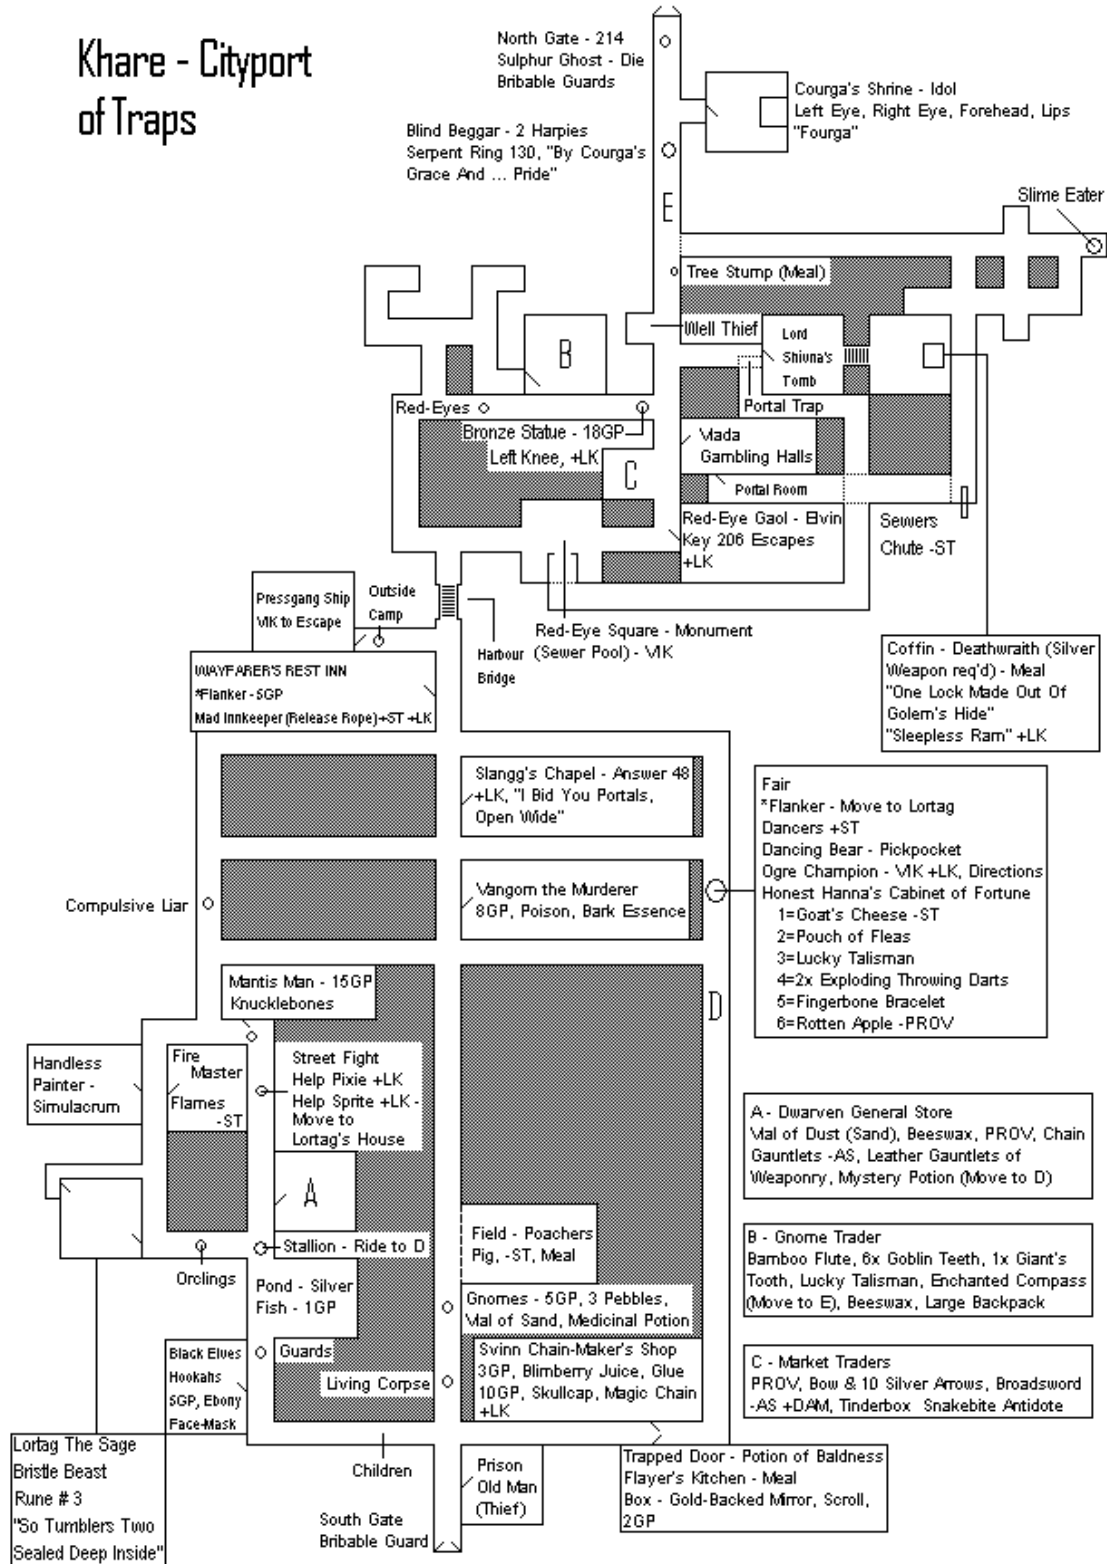 Khare - Cityport
of Traps
North Gate - 214
Sulphur Ghost - Die
Bribable Guards
Courga's Shrine - Idol
Left Eye, Right Eye, Forehead, Lips
"Fourga"
Blind Beggar - 2 Harpies
Serpent Ring 130, "By Courga's
Grace And ... Pride"
E
Slime Eater
Tree Stump (Meal)
Well Thief
Lord
Shivna's
Tomb
B
Portal Trap
Red-Eyes
Bronze Statue - 18GP
Left Knee, +LK
C
Vlada
Gambling Halls
Portal Room
Red-Eye Gaol - Elvin
Key 206 Escapes
+LK
Sewers
Chute -ST
Pressgang Ship
VIK to Escape
Outside
Camp
Harbour
Bridge
Red-Eye Square - Monument
(Sewer Pool) - VIK
Coffin - Deathwraith (Silver
Weapon req'd) - Meal
"One Lock Made Out Of
Golem's Hide"
"Sleepless Ram" +LK
WAYFARER'S REST INN
*Flanker - 5GP
Mad Innkeeper (Release Rope)+ST +LK
Slangg's Chapel - Answer 48
+LK, "I Bid You Portals,
Open Wide"
Fair
*Flanker - Move to Lortag
Dancers +ST
Dancing Bear - Pickpocket
Ogre Champion - VIK +LK, Directions
Honest Hanna's Cabinet of Fortune
1=Goat's Cheese -ST
2=Pouch of Fleas
3=Lucky Talisman
4=2x Exploding Throwing Darts
5=Fingerbone Bracelet
6=Rotten Apple -PROV
Compulsive Liar
Vangorn the Murderer
8GP, Poison, Bark Essence
Mantis Man - 15GP
Knucklebones
D
Handless
Painter -
Simulacrum
Fire
Master
Flames
-ST
Street Fight
Help Pixie +LK
Help Sprite +LK -
Move to
Lortag's House
A
A - Dwarven General Store
Vial of Dust (Sand), Beeswax, PROV, Chain
Gauntlets -AS, Leather Gauntlets of
Weaponry, Mystery Potion (Move to D)
Field - Poachers
Pig, -ST, Meal
Stallion - Ride to D
Orclings
Pond - Silver
Fish - 1GP
Gnomes - 5GP, 3 Pebbles,
Vial of Sand, Medicinal Potion
B - Gnome Trader
Bamboo Flute, 6x Goblin Teeth, 1x Giant's
Tooth, Lucky Talisman, Enchanted Compass
(Move to E), Beeswax, Large Backpack
Black Elves
Hookahs
5GP, Ebony
Face-Mask
Guards
Living Corpse
Svinn Chain-Maker's Shop
3GP, Blimberry Juice, Glue
10GP, Skullcap, Magic Chain
+LK
C - Market Traders
PROV, Bow & 10 Silver Arrows, Broadsword
-AS +DAM, Tinderbox Snakebite Antidote
Lortag The Sage
Bristle Beast
Rune # 3
"So Tumblers Two
Sealed Deep Inside"
Children
South Gate
Bribable Guard
Prison
Old Man
(Thief)
Trapped Door - Potion of Baldness
Flayer's Kitchen - Meal
Box - Gold-Backed Mirror, Scroll,
2GP